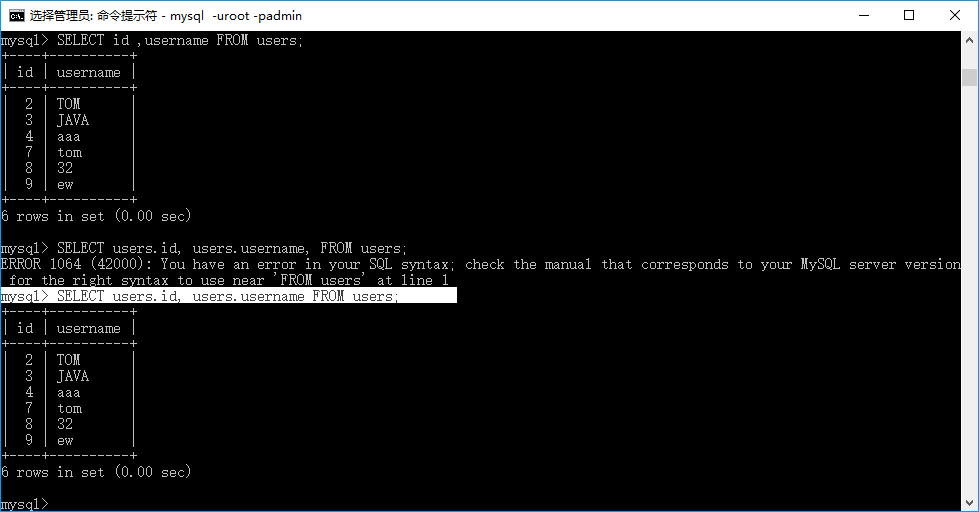 选择管理员: 命令提示符 - mysql  -uroot -padmin
mysql> SELECT id ,username FROM users;
+----+----------+
| id | username |
+----+----------+
|  2 | TOM      |
|  3 | JAVA     |
|  4 | aaa      |
|  7 | tom      |
|  8 | 32       |
|  9 | ew       |
+----+----------+
6 rows in set (0.00 sec)
mysql> SELECT users.id, users.username, FROM users;
ERROR 1064 (42000): You have an error in your SQL syntax; check the manual that corresponds to your MySQL server version
 for the right syntax to use near 'FROM users' at line 1
mysql> SELECT users.id, users.username FROM users;
+----+----------+
| id | username |
+----+----------+
|  2 | TOM      |
|  3 | JAVA     |
|  4 | aaa      |
|  7 | tom      |
|  8 | 32       |
|  9 | ew       |
+----+----------+
6 rows in set (0.00 sec)
mysql>